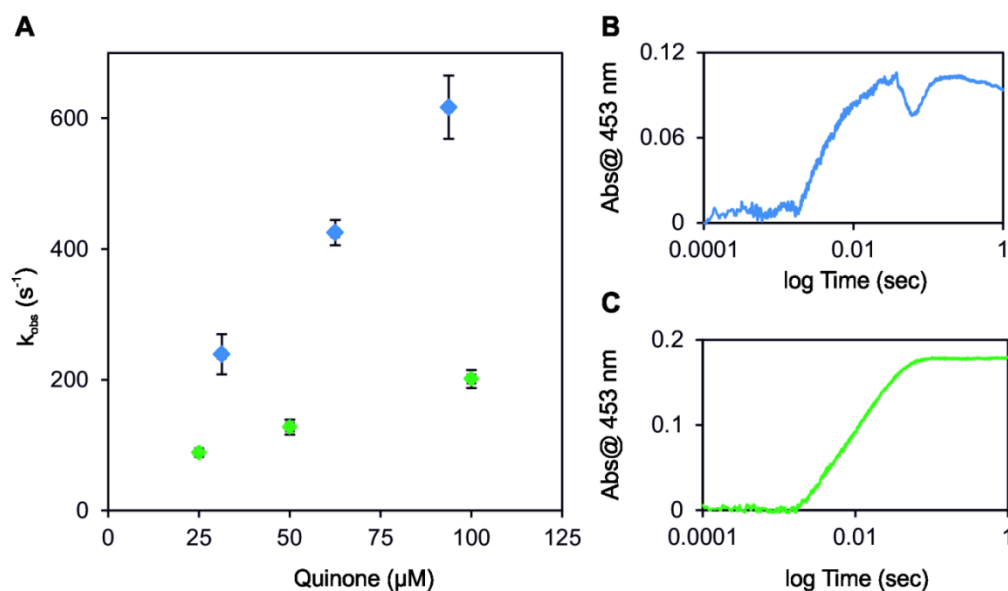 A
k_obs (s⁻¹)
600
400
200
0
0 25 50 75 100 125
Quinone (μM)
B
Abs@ 453 nm
0.12
0.06
0
0.0001 0.01 1
log Time (sec)
C
Abs@ 453 nm
0.2
0.1
0
0.0001 0.01 1
log Time (sec)